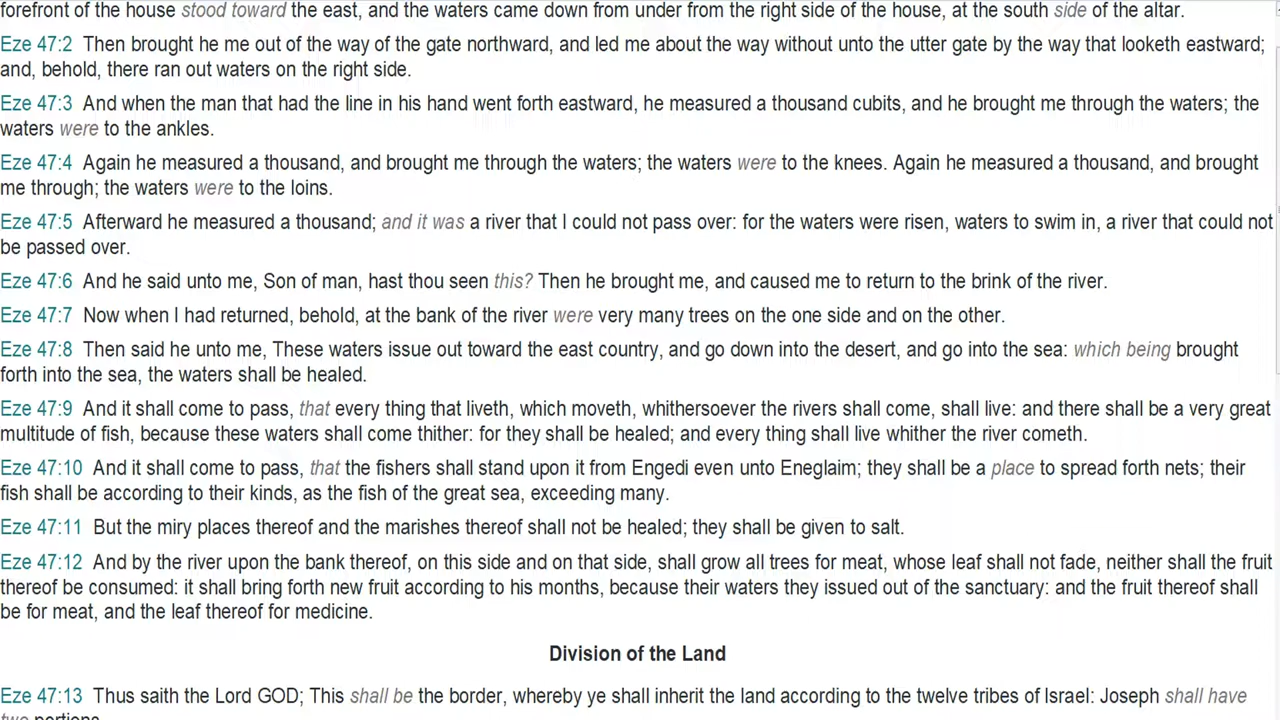 forefront of the house stood toward the east, and the waters came down from under from the right side of the house, at the south side of the altar.
Eze 47:2 Then brought he me out of the way of the gate northward, and led me about the way without unto the utter gate by the way that looketh eastward;
and, behold, there ran out waters on the right side.
Eze 47:3 And when the man that had the line in his hand went forth eastward, he measured a thousand cubits, and he brought me through the waters; the
waters were to the ankles.
Eze 47:4 Again he measured a thousand, and brought me through the waters; the waters were to the knees. Again he measured a thousand, and brought
me through; the waters were to the loins.
Eze 47:5 Afterward he measured a thousand; and it was a river that I could not pass over: for the waters were risen, waters to swim in, a river that could not
be passed over.
Eze 47:6 And he said unto me, Son of man, hast thou seen this? Then he brought me, and caused me to return to the brink of the river.
Eze 47:7 Now when I had returned, behold, at the bank of the river were very many trees on the one side and on the other.
Eze 47:8 Then said he unto me, These waters issue out toward the east country, and go down into the desert, and go into the sea: which being brought
forth into the sea, the waters shall be healed.
Eze 47:9 And it shall come to pass, that every thing that liveth, which moveth, whithersoever the rivers shall come, shall live: and there shall be a very great
multitude of fish, because these waters shall come thither: for they shall be healed; and every thing shall live whither the river cometh.
Eze 47:10 And it shall come to pass, that the fishers shall stand upon it from Engedi even unto Eneglaim; they shall be a place to spread forth nets; their
fish shall be according to their kinds, as the fish of the great sea, exceeding many.
Eze 47:11 But the miry places thereof and the marishes thereof shall not be healed; they shall be given to salt.
Eze 47:12 And by the river upon the bank thereof, on this side and on that side, shall grow all trees for meat, whose leaf shall not fade, neither shall the fruit
thereof be consumed: it shall bring forth new fruit according to his months, because their waters they issued out of the sanctuary: and the fruit thereof shall
be for meat, and the leaf thereof for medicine.
Division of the Land
Eze 47:13 Thus saith the Lord GOD; This shall be the border, whereby ye shall inherit the land according to the twelve tribes of Israel: Joseph shall have
two portions.